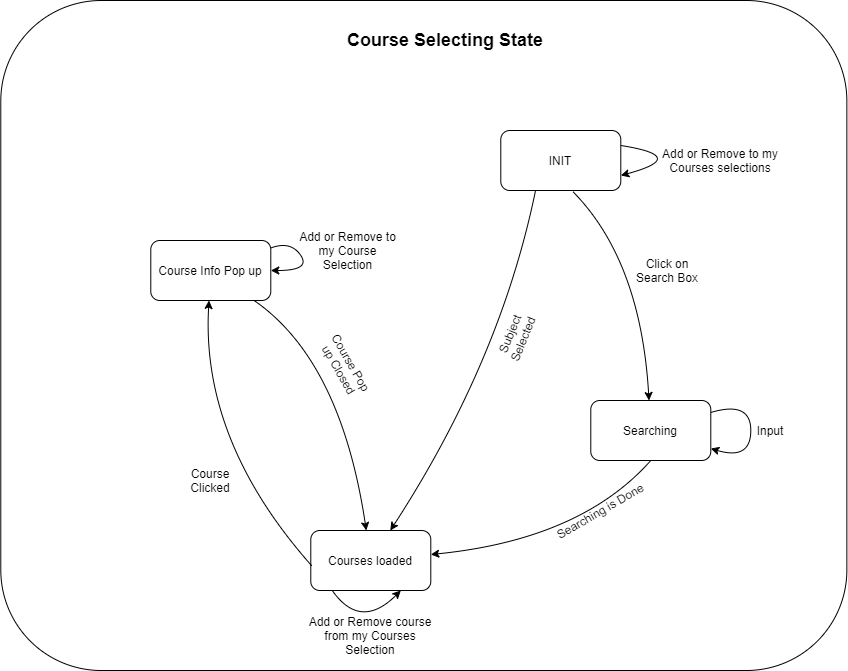 Course Selecting State
INIT
Add or Remove to my
Courses selections
Add or Remove to
my Course
Selection
Course Info Pop up
Click on
Search Box
Subject
Selected
Course Pop
up Closed
Searching
Input
Course
Clicked
Searching is Done
Courses loaded
Add or Remove course
from my Courses
Selection